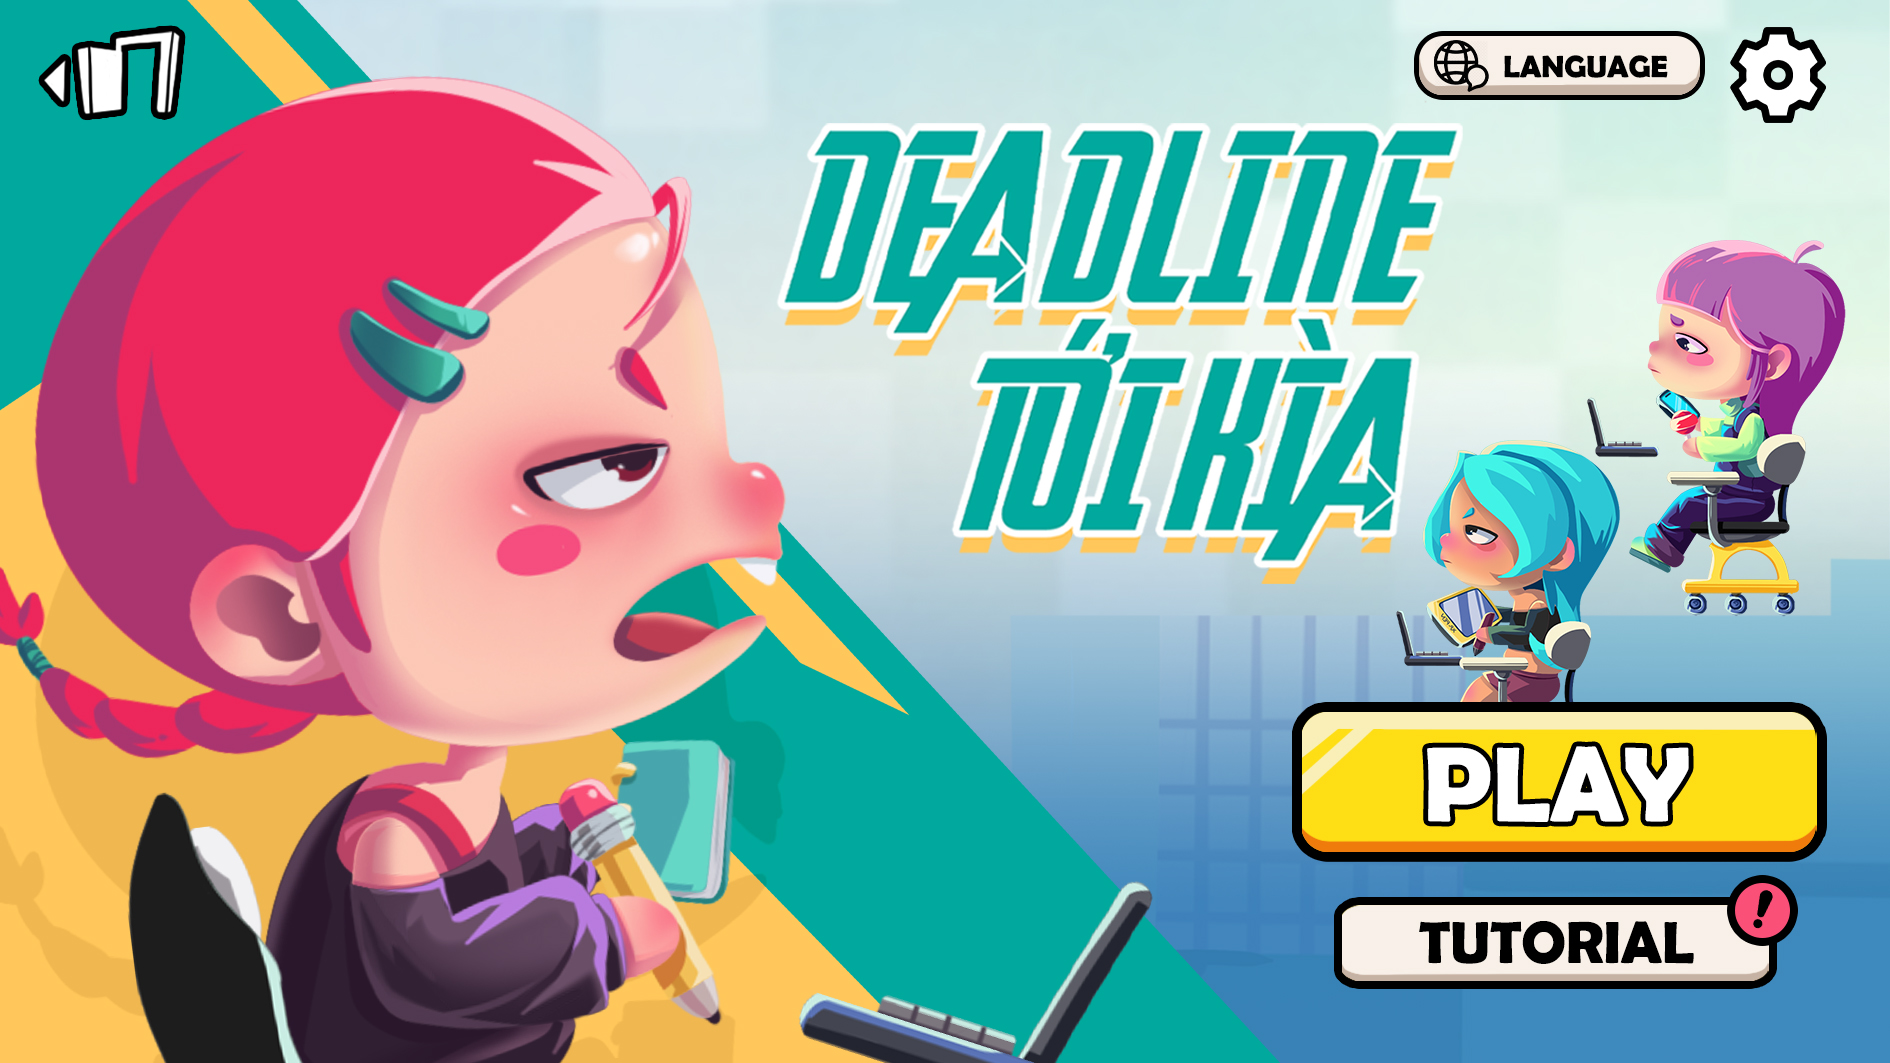 LANGUAGE
DEADLINE
TỚI KÌA
PLAY
TUTORIAL
!